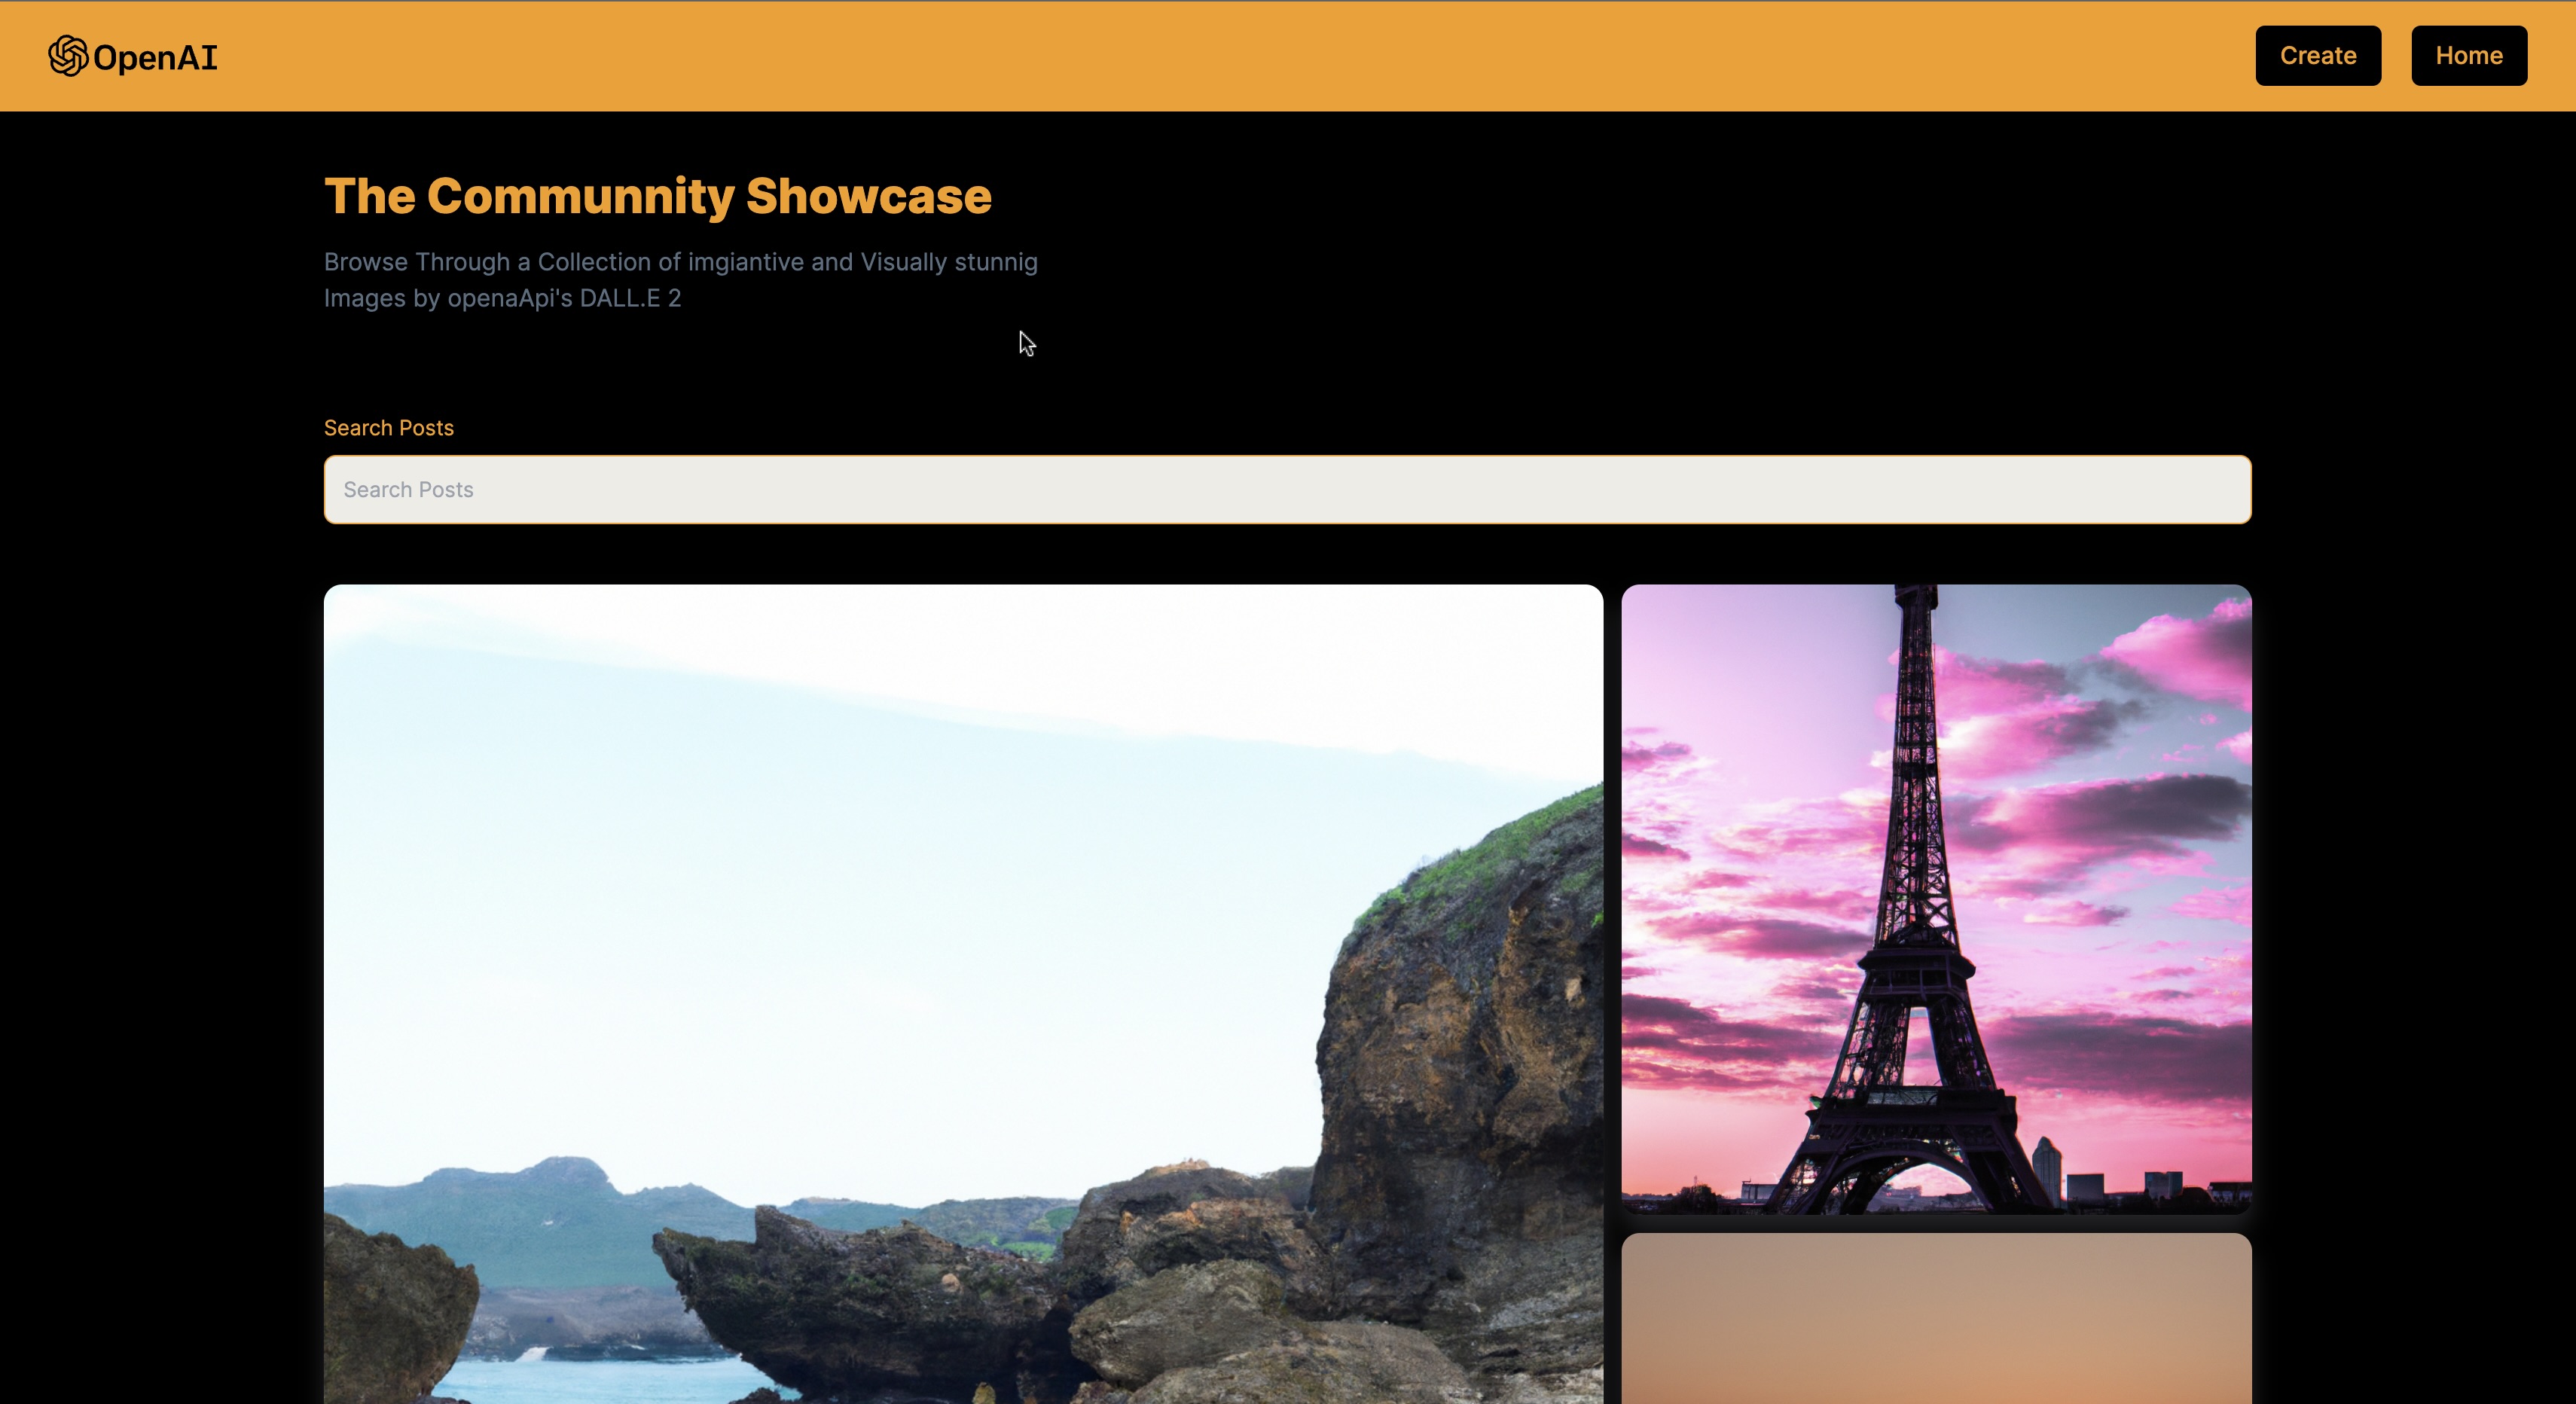 OpenAI
Create
Home
The Communnity Showcase
Browse Through a Collection of imgiantive and Visually stunnig
Images by openaApi's DALL.E 2
Search Posts
Search Posts